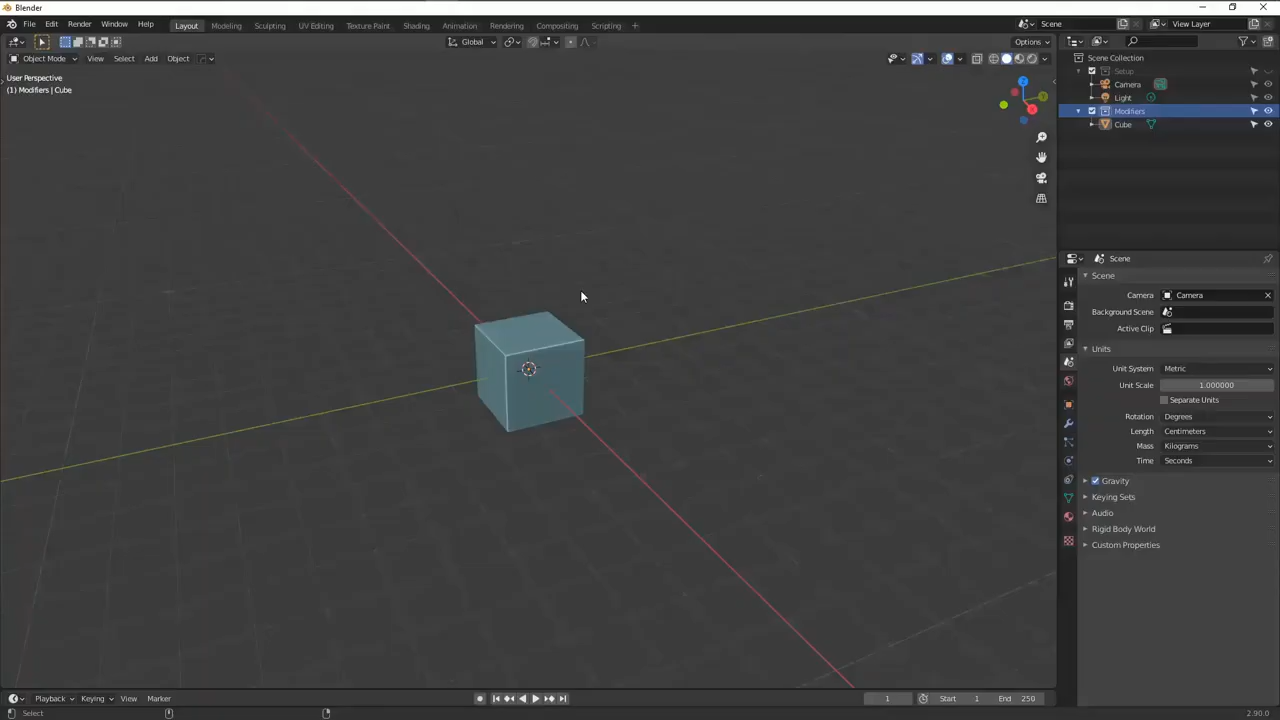 Blender
File Edit Render Window Help Layout Modeling Sculpting UV Editing Texture Paint Shading Animation Rendering Compositing Scripting + Scene View Layer
Global Options
Object Mode View Select Add Object
User Perspective
(1) Modifiers | Cube
Scene Collection
Setup
Camera
Light
Modifiers
Cube
Scene
Scene
Camera Camera
Background Scene
Active Clip
Units
Unit System Metric
Unit Scale 1.000000
Separate Units
Rotation Degrees
Length Centimeters
Mass Kilograms
Time Seconds
Gravity
Keying Sets
Audio
Rigid Body World
Custom Properties
Playback Keying View Marker 1 Start 1 End 250
Select 2.90.0